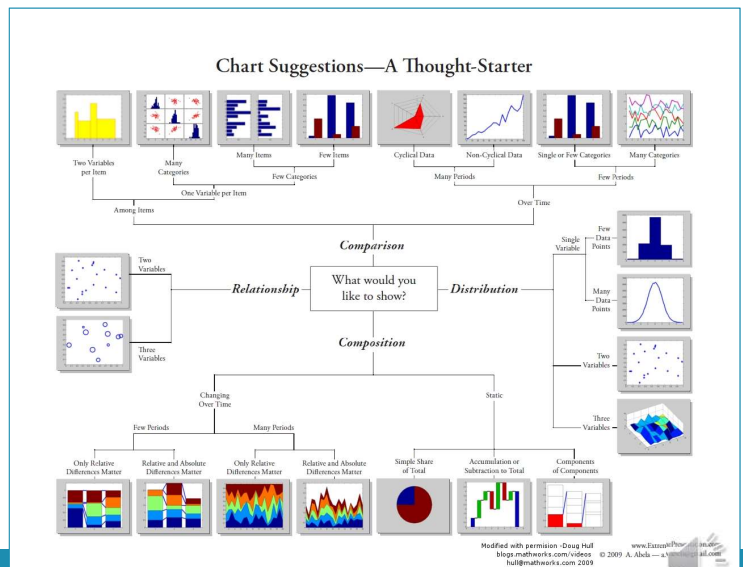 Chart Suggestions—A Thought-Starter
Two Variables
per Item
Many
Categories
Many Items
Few Items
Cyclical Data
Non-Cyclical Data
Single or Few Categories
Many Categories
Few Categories
Many Periods
Few Periods
One Variable per Item
Among Items
Over Time
Comparison
What would you
like to show?
Relationship
Two
Variables
Three
Variables
Distribution
Single
Variable
Few
Data
Points
Many
Data
Points
Two
Variables
Three
Variables
Composition
Changing
Over Time
Static
Few Periods
Many Periods
Only Relative
Differences Matter
Relative and Absolute
Differences Matter
Only Relative
Differences Matter
Relative and Absolute
Differences Matter
Simple Share
of Total
Accumulation or
Subtraction to Total
Components
of Components
Modified with permision -Doug Hull
blogs.mathworks.com/videos
hull@mathworks.com 2009
© 2009 A. Abela —